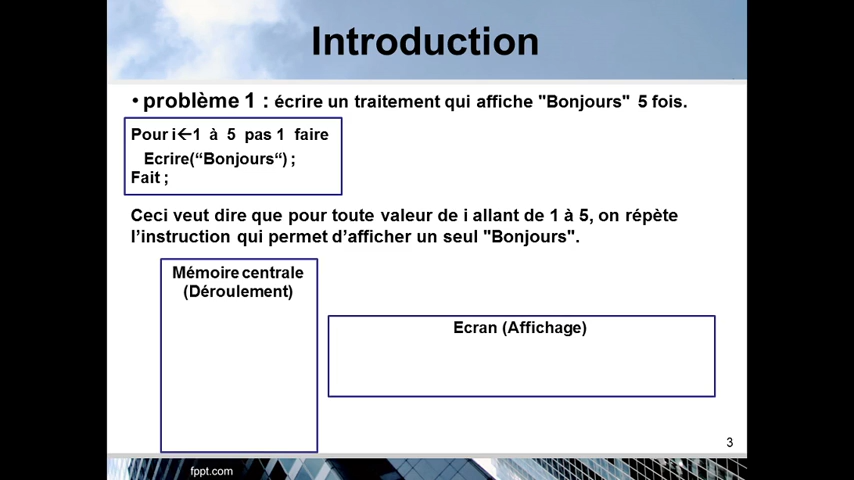 Introduction
• problème 1 : écrire un traitement qui affiche "Bonjours" 5 fois.
Pour i←1 à 5 pas 1 faire
Ecrire(“Bonjours“) ;
Fait ;
Ceci veut dire que pour toute valeur de i allant de 1 à 5, on répète
l’instruction qui permet d’afficher un seul "Bonjours".
Mémoire centrale
(Déroulement)
Ecran (Affichage)
3
fppt.com